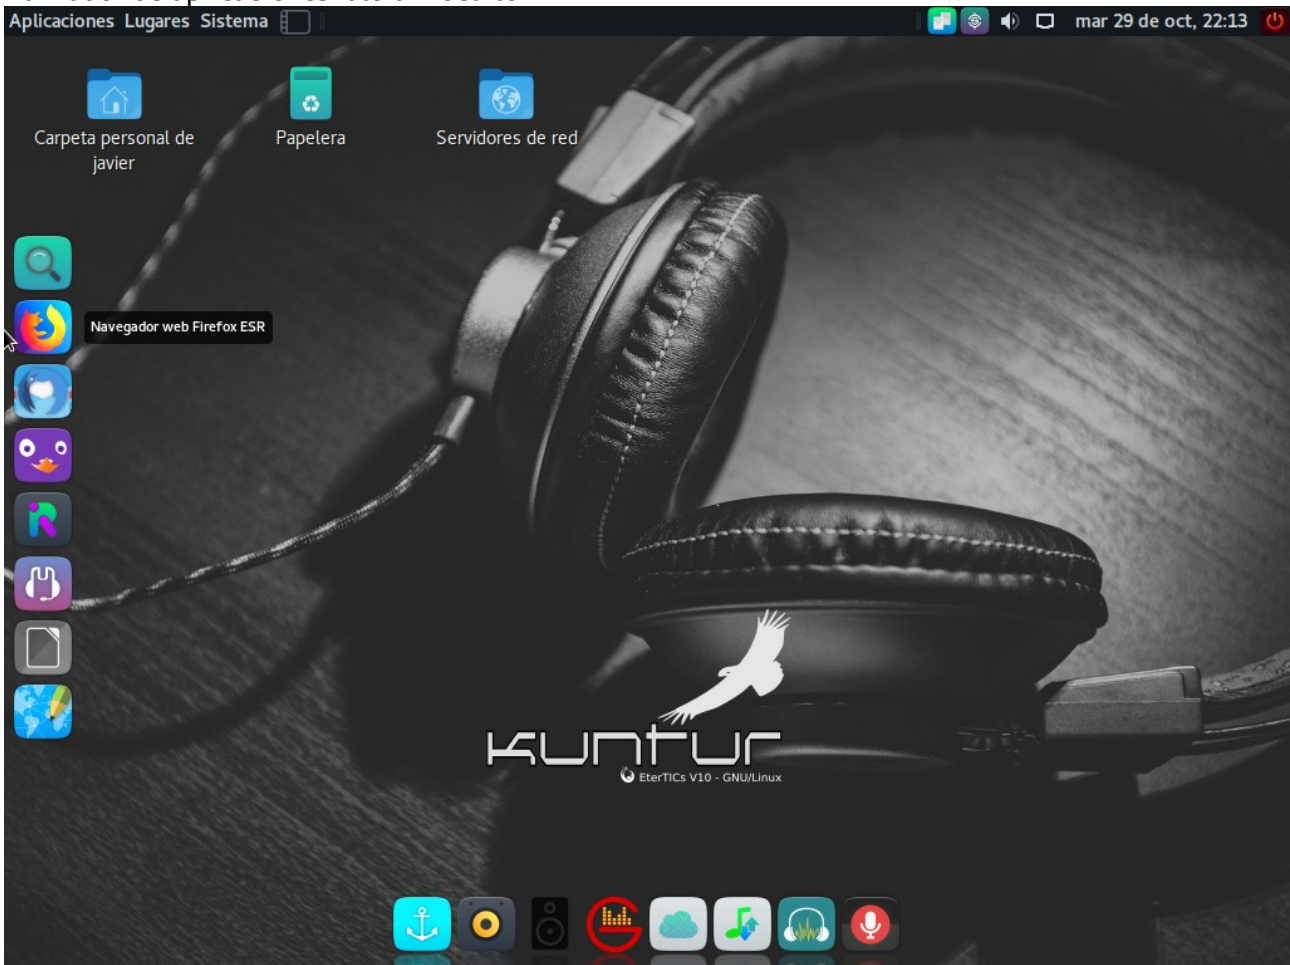 Aplicaciones Lugares Sistema
mar 29 de oct, 22:13
Carpeta personal de
javier
Papelera
Servidores de red
Navegador web Firefox ESR
kuntur
EterTICs V10 - GNU/Linux